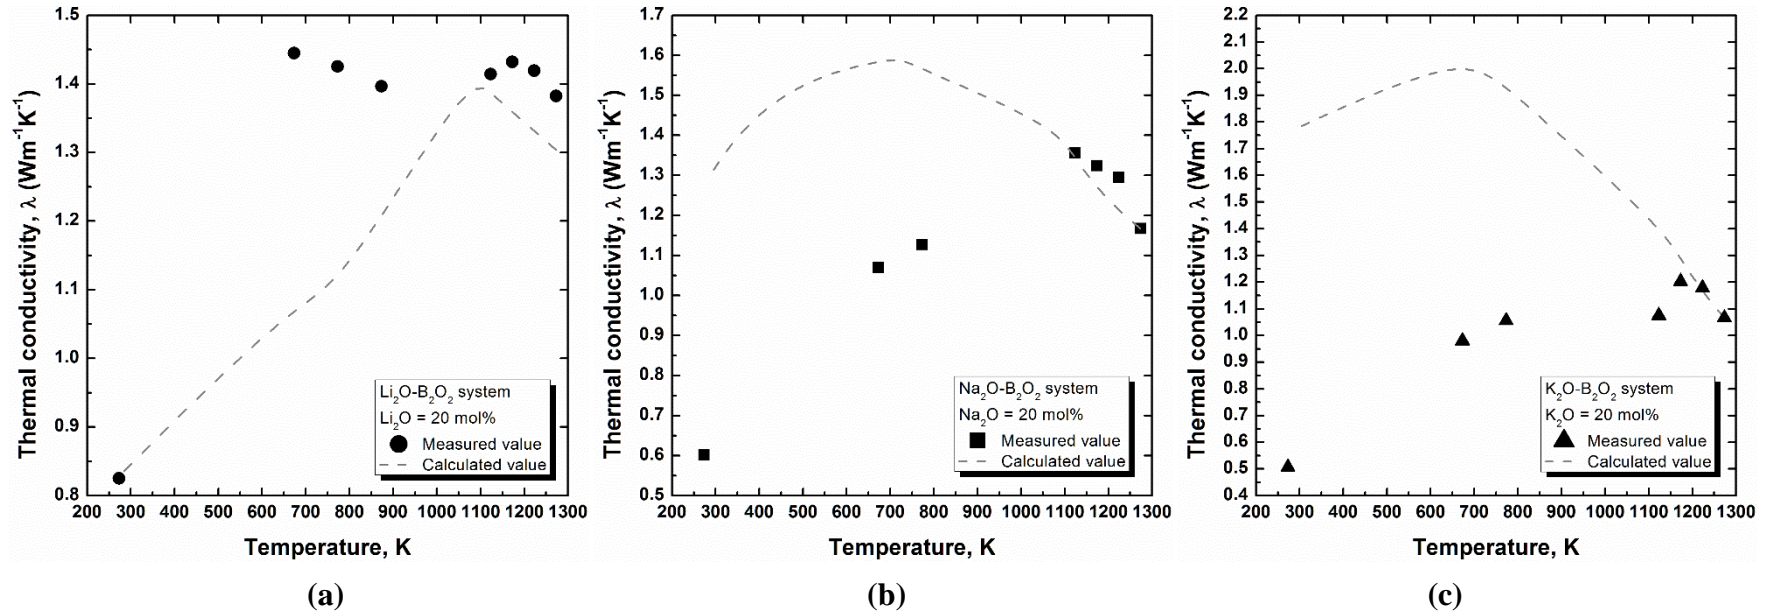 1.5
1.4
1.3
1.2
1.1
1.0
0.9
0.8
200 300 400 500 600 700 800 900 1000 1100 1200 1300
Thermal conductivity, λ (Wm⁻¹K⁻¹)
Temperature, K
Li₂O-B₂O₂ system
Li₂O = 20 mol%
Measured value
Calculated value
(a)
1.7
1.6
1.5
1.4
1.3
1.2
1.1
1.0
0.9
0.8
0.7
0.6
0.5
200 300 400 500 600 700 800 900 1000 1100 1200 1300
Thermal conductivity, λ (Wm⁻¹K⁻¹)
Temperature, K
Na₂O-B₂O₂ system
Na₂O = 20 mol%
Measured value
Calculated value
(b)
2.2
2.1
2.0
1.9
1.8
1.7
1.6
1.5
1.4
1.3
1.2
1.1
1.0
0.9
0.8
0.7
0.6
0.5
0.4
200 300 400 500 600 700 800 900 1000 1100 1200 1300
Thermal conductivity, λ (Wm⁻¹K⁻¹)
Temperature, K
K₂O-B₂O₂ system
K₂O = 20 mol%
Measured value
Calculated value
(c)